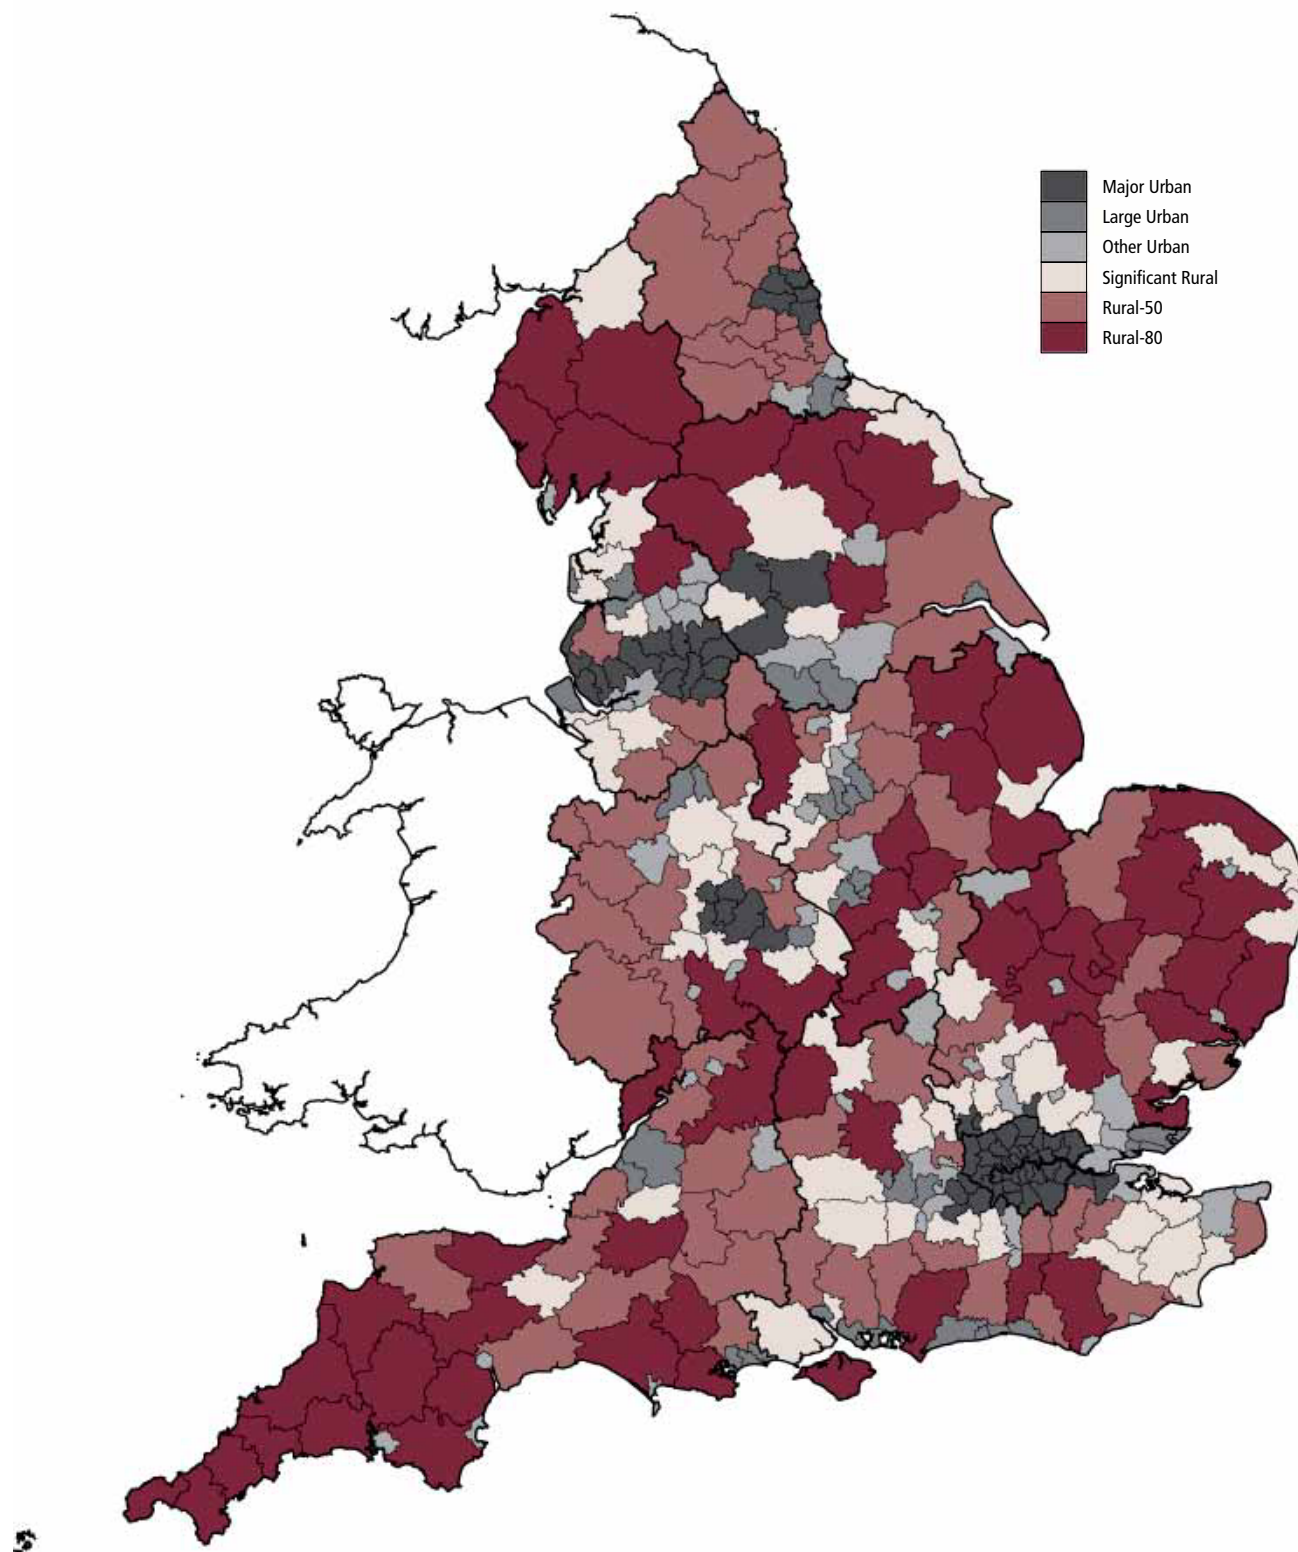 Major Urban
Large Urban
Other Urban
Significant Rural
Rural-50
Rural-80